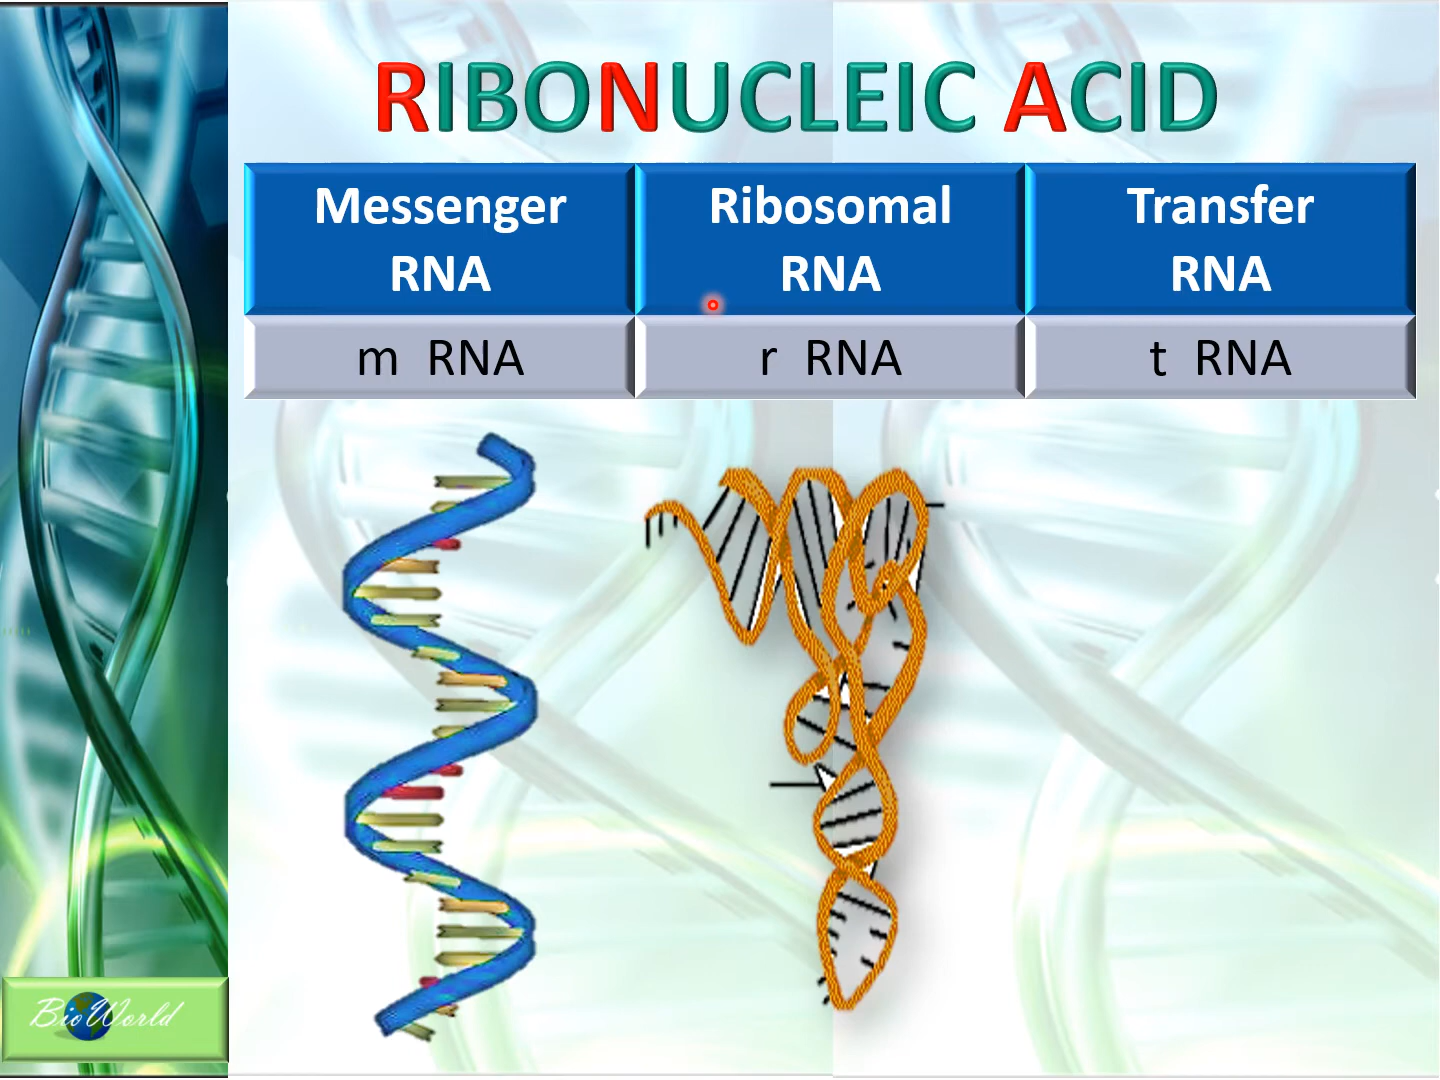 RIBONUCLEIC ACID
Messenger RNA
Ribosomal RNA
Transfer RNA
m RNA
r RNA
t RNA
BioWorld